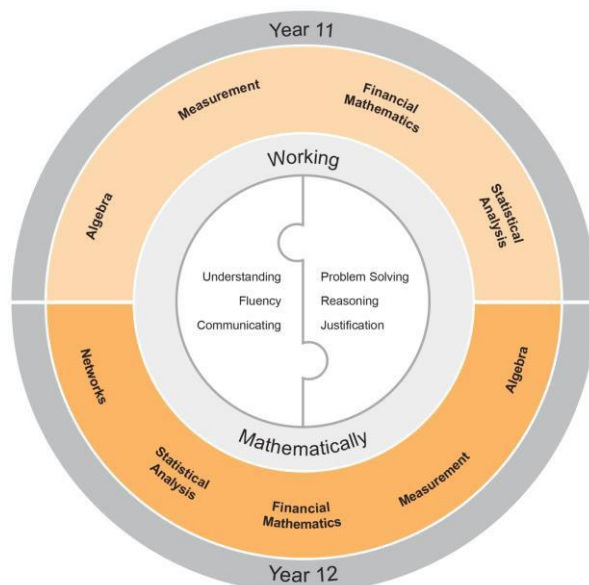 Year 11
Algebra
Measurement
Financial
Mathematics
Statistical
Analysis
Working
Understanding
Fluency
Communicating
Problem Solving
Reasoning
Justification
Mathematically
Networks
Statistical
Analysis
Financial
Mathematics
Measurement
Algebra
Year 12